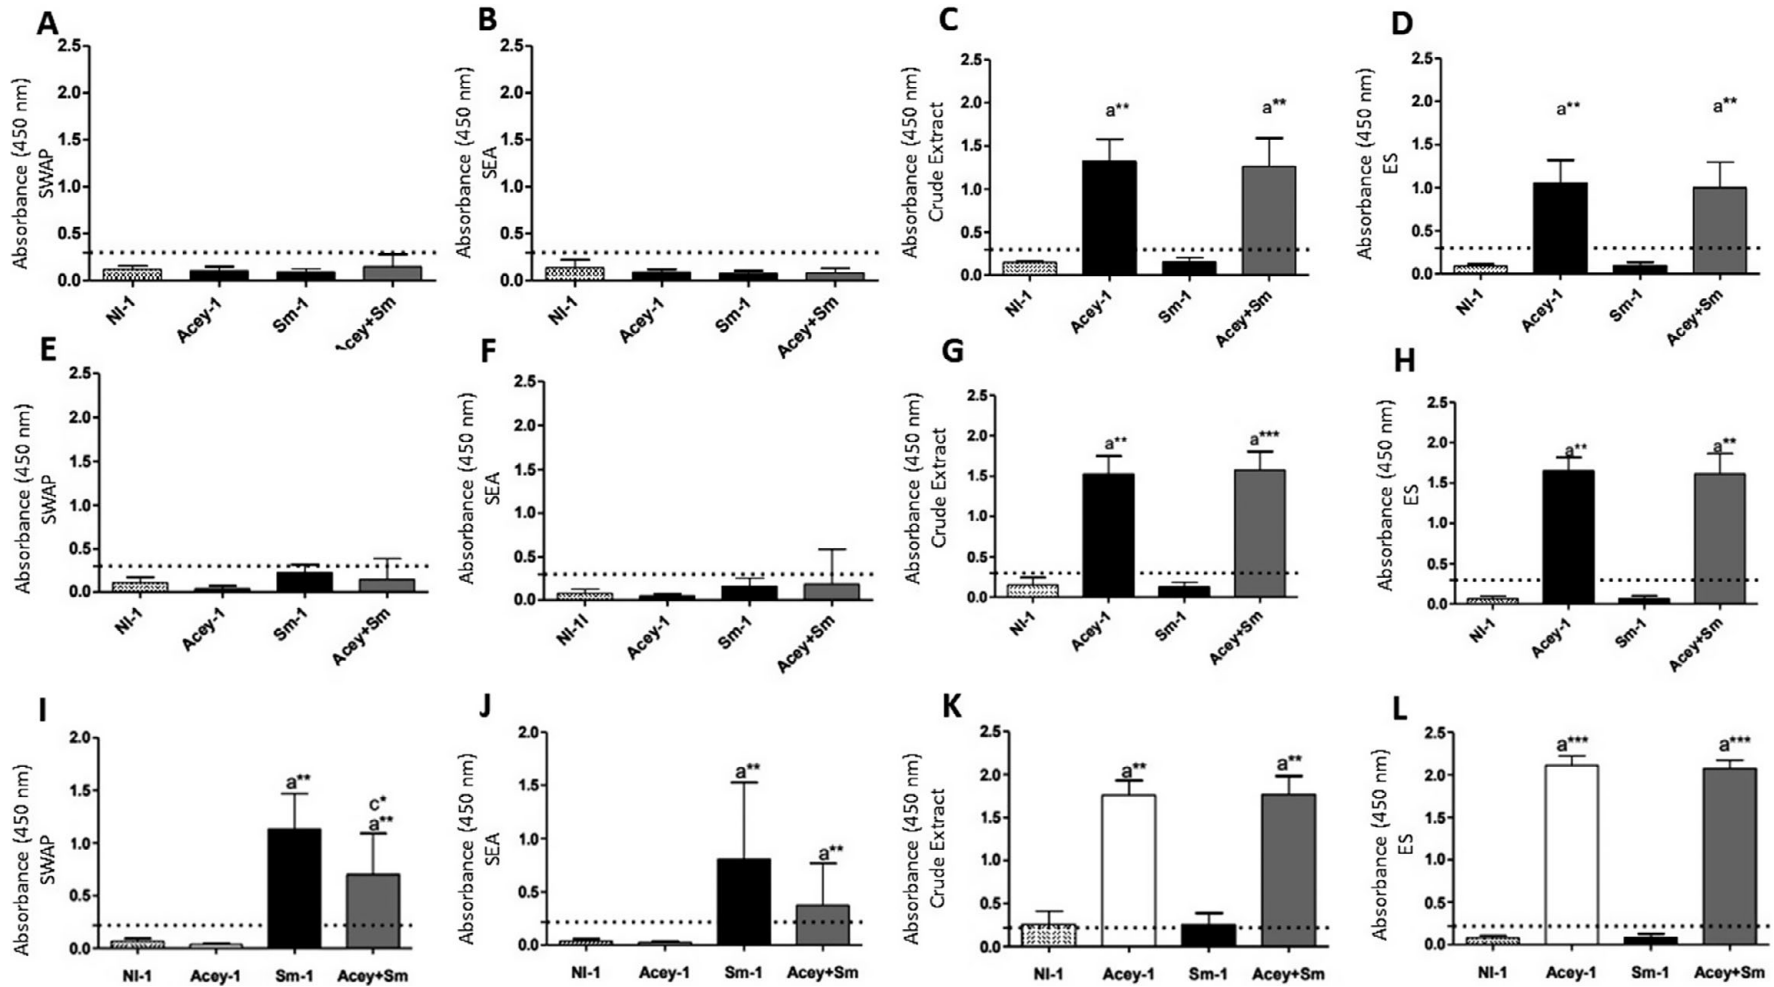 A
Absorbance (450 nm)
SWAP
2.5
2.0
1.5
1.0
0.5
0.0
NI-1
Acey-1
Sm-1
Acey+Sm
B
Absorbance (450 nm)
SEA
2.5
2.0
1.5
1.0
0.5
0.0
NI-1
Acey-1
Sm-1
Acey+Sm
C
Absorbance (450 nm)
Crude Extract
2.5
2.0
1.5
1.0
0.5
0.0
a**
a**
NI-1
Acey-1
Sm-1
Acey+Sm
D
Absorbance (450 nm)
ES
2.5
2.0
1.5
1.0
0.5
0.0
a**
a**
NI-1
Acey-1
Sm-1
Acey+Sm
E
Absorbance (450 nm)
SWAP
2.5
2.0
1.5
1.0
0.5
0.0
NI-1
Acey-1
Sm-1
Acey+Sm
F
Absorbance (450 nm)
SEA
2.5
2.0
1.5
1.0
0.5
0.0
NI-1I
Acey-1
Sm-1
Acey+Sm
G
Absorbance (450 nm)
Crude Extract
2.5
2.0
1.5
1.0
0.5
0.0
a**
a***
NI-1
Acey-1
Sm-1
Acey+Sm
H
Absorbance (450 nm)
ES
2.5
2.0
1.5
1.0
0.5
0.0
a**
a**
NI-1
Acey-1
Sm-1
Acey+Sm
I
Absorbance (450 nm)
SWAP
2.0
1.5
1.0
0.5
0.0
a**
c*
a**
NI-1
Acey-1
Sm-1
Acey+Sm
J
Absorbance (450 nm)
SEA
2.0
1.5
1.0
0.5
0.0
a**
a**
NI-1
Acey-1
Sm-1
Acey+Sm
K
Absorbance (450 nm)
Crude Extract
2.5
2.0
1.5
1.0
0.5
0.0
a**
a**
NI-1
Acey-1
Sm-1
Acey+Sm
L
Absorbance (450 nm)
ES
2.5
2.0
1.5
1.0
0.5
0.0
a***
a***
NI-1
Acey-1
Sm-1
Acey+Sm